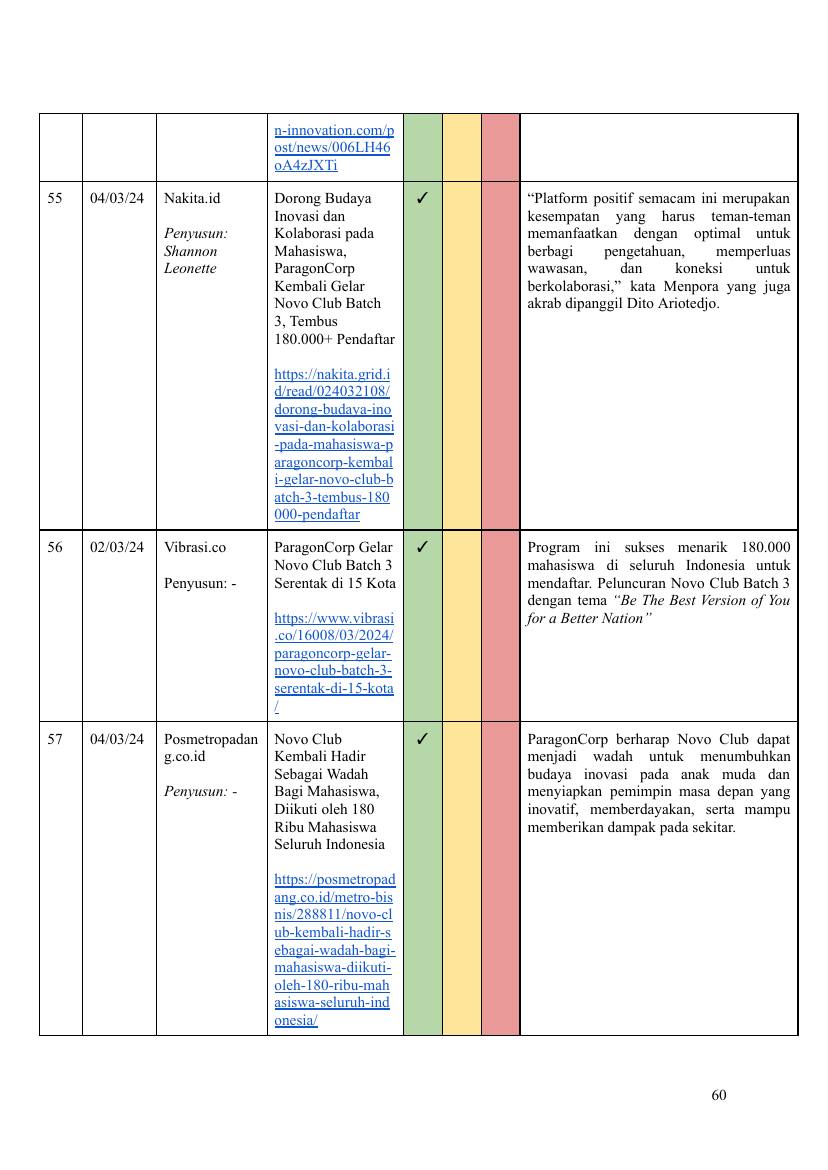 n-innovation.com/p
ost/news/006LH46
oA4zJXTi
55
04/03/24
Nakita.id
Penyusun:
Shannon
Leonette
Dorong Budaya
Inovasi dan
Kolaborasi pada
Mahasiswa,
ParagonCorp
Kembali Gelar
Novo Club Batch
3, Tembus
180.000+ Pendaftar
https://nakita.grid.i
d/read/024032108/
dorong-budaya-ino
vasi-dan-kolaborasi
-pada-mahasiswa-p
aragoncorp-kembal
i-gelar-novo-club-b
atch-3-tembus-180
000-pendaftar
✓
“Platform positif semacam ini merupakan
kesempatan yang harus teman-teman
memanfaatkan dengan optimal untuk
berbagi pengetahuan, memperluas
wawasan, dan koneksi untuk
berkolaborasi,” kata Menpora yang juga
akrab dipanggil Dito Ariotedjo.
56
02/03/24
Vibrasi.co
Penyusun: -
ParagonCorp Gelar
Novo Club Batch 3
Serentak di 15 Kota
https://www.vibrasi
.co/16008/03/2024/
paragoncorp-gelar-
novo-club-batch-3-
serentak-di-15-kota
/
✓
Program ini sukses menarik 180.000
mahasiswa di seluruh Indonesia untuk
mendaftar. Peluncuran Novo Club Batch 3
dengan tema “Be The Best Version of You
for a Better Nation”
57
04/03/24
Posmetropadan
g.co.id
Penyusun: -
Novo Club
Kembali Hadir
Sebagai Wadah
Bagi Mahasiswa,
Diikuti oleh 180
Ribu Mahasiswa
Seluruh Indonesia
https://posmetropad
ang.co.id/metro-bis
nis/288811/novo-cl
ub-kembali-hadir-s
ebagai-wadah-bagi-
mahasiswa-diikuti-
oleh-180-ribu-mah
asiswa-seluruh-ind
onesia/
✓
ParagonCorp berharap Novo Club dapat
menjadi wadah untuk menumbuhkan
budaya inovasi pada anak muda dan
menyiapkan pemimpin masa depan yang
inovatif, memberdayakan, serta mampu
memberikan dampak pada sekitar.
60